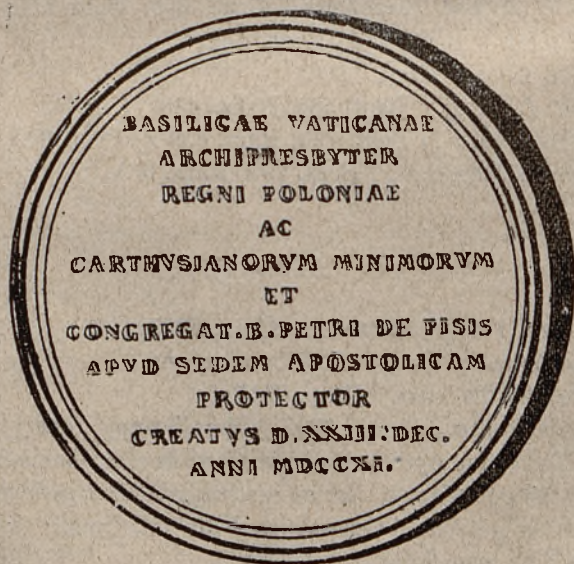 BASILICAE VATICANAE
ARCHIPRESBYTER
REGNI POLONIAE
AC
CARTHVSIANORVM MINIMORVM
ET
CONGREGAT.B.PETRI DE PISIS
APVD SEDEM APOSTOLICAM
PROTECTOR
CREATVS D.XXIII.DEC.
ANNI MDCCXI.